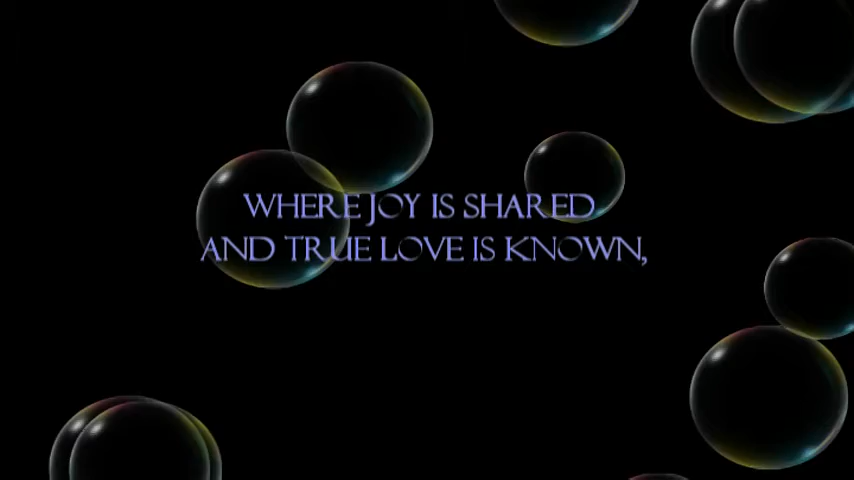 WHERE JOY IS SHARED
AND TRUE LOVE IS KNOWN,